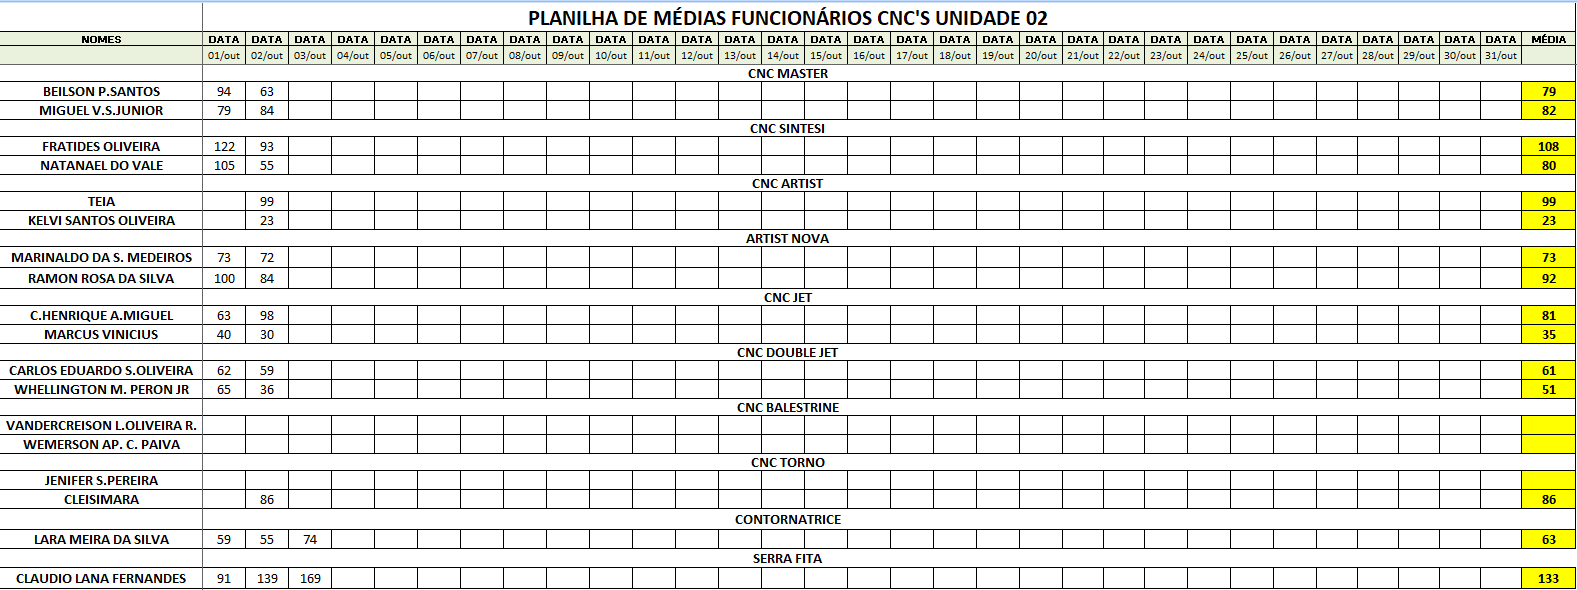 PLANILHA DE MÉDIAS FUNCIONÁRIOS CNC'S UNIDADE 02
NOMES DATA DATA DATA DATA DATA DATA DATA DATA DATA DATA DATA DATA DATA DATA DATA DATA DATA DATA DATA DATA DATA DATA DATA DATA DATA DATA DATA DATA DATA DATA DATA MÉDIA
01/out 02/out 03/out 04/out 05/out 06/out 07/out 08/out 09/out 10/out 11/out 12/out 13/out 14/out 15/out 16/out 17/out 18/out 19/out 20/out 21/out 22/out 23/out 24/out 25/out 26/out 27/out 28/out 29/out 30/out 31/out
CNC MASTER
BEILSON P.SANTOS 94 63 79
MIGUEL V.S.JUNIOR 79 84 82
CNC SINTESI
FRATIDES OLIVEIRA 122 93 108
NATANAEL DO VALE 105 55 80
CNC ARTIST
TEIA 99 99
KELVI SANTOS OLIVEIRA 23 23
ARTIST NOVA
MARINALDO DA S. MEDEIROS 73 72 73
RAMON ROSA DA SILVA 100 84 92
CNC JET
C.HENRIQUE A.MIGUEL 63 98 81
MARCUS VINICIUS 40 30 35
CNC DOUBLE JET
CARLOS EDUARDO S.OLIVEIRA 62 59 61
WHELLINGTON M. PERON JR 65 36 51
CNC BALESTRINE
VANDERCREISON L.OLIVEIRA R.
WEMERSON AP. C. PAIVA
CNC TORNO
JENIFER S.PEREIRA
CLEISIMARA 86 86
CONTORNATRICE
LARA MEIRA DA SILVA 59 55 74 63
SERRA FITA
CLAUDIO LANA FERNANDES 91 139 169 133